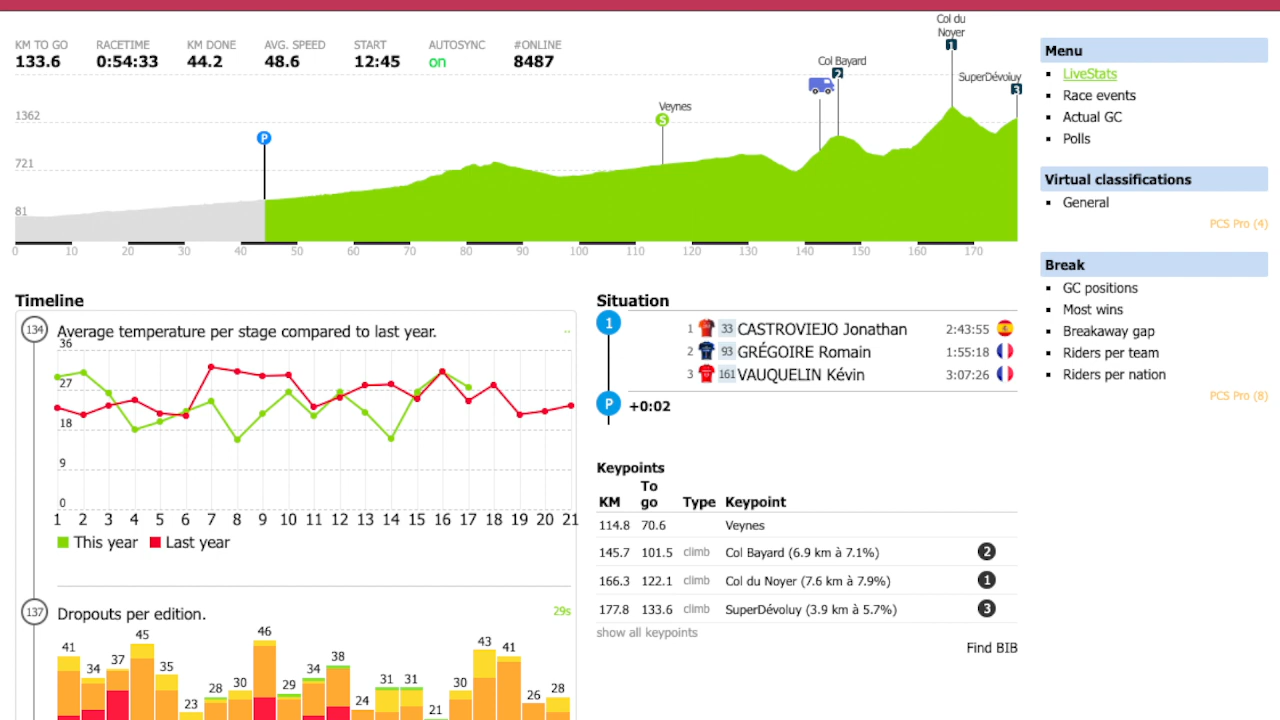 KM TO GO RACETIME KM DONE AVG. SPEED START AUTOSYNC #ONLINE
133.6 0:54:33 44.2 48.6 12:45 on 8487
Col du
Noyer
1
Col Bayard
2
SuperDévoluy
3
Veynes
S
P
1362
721
81
0 10 20 30 40 50 60 70 80 90 100 110 120 130 140 150 160 170
Menu
LiveStats
Race events
Actual GC
Polls
Virtual classifications
General
PCS Pro (4)
Break
GC positions
Most wins
Breakaway gap
Riders per team
Riders per nation
PCS Pro (8)
Timeline
134 Average temperature per stage compared to last year.
36
27
18
9
0
1 2 3 4 5 6 7 8 9 10 11 12 13 14 15 16 17 18 19 20 21
This year Last year
137 Dropouts per edition. 29s
41 34 37 45 35 23 28 30 46 29 34 38 24 31 31 21 30 43 41 26 28
Situation
1
1 33 CASTROVIEJO Jonathan 2:43:55
2 93 GRÉGOIRE Romain 1:55:18
3 161 VAUQUELIN Kévin 3:07:26
P +0:02
Keypoints
KM To go Type Keypoint
114.8 70.6 Veynes
145.7 101.5 climb Col Bayard (6.9 km à 7.1%) 2
166.3 122.1 climb Col du Noyer (7.6 km à 7.9%) 1
177.8 133.6 climb SuperDévoluy (3.9 km à 5.7%) 3
show all keypoints
Find BIB